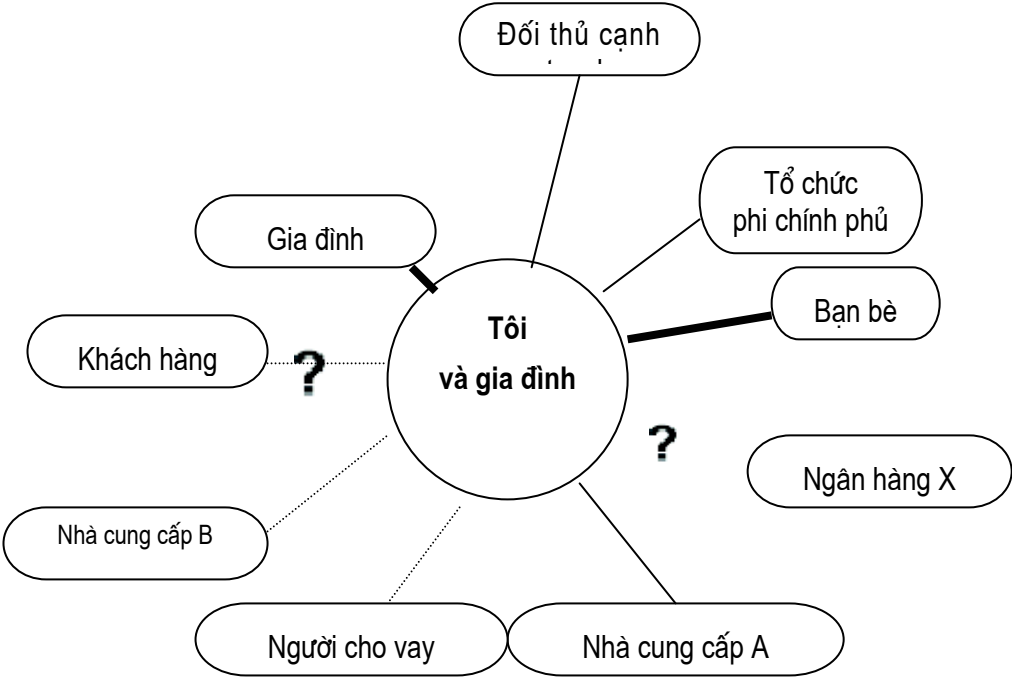 Đối thủ cạnh
Tổ chức
phi chính phủ
Gia đình
Bạn bè
Tôi
và gia đình
Khách hàng
?
?
Ngân hàng X
Nhà cung cấp B
Người cho vay
Nhà cung cấp A